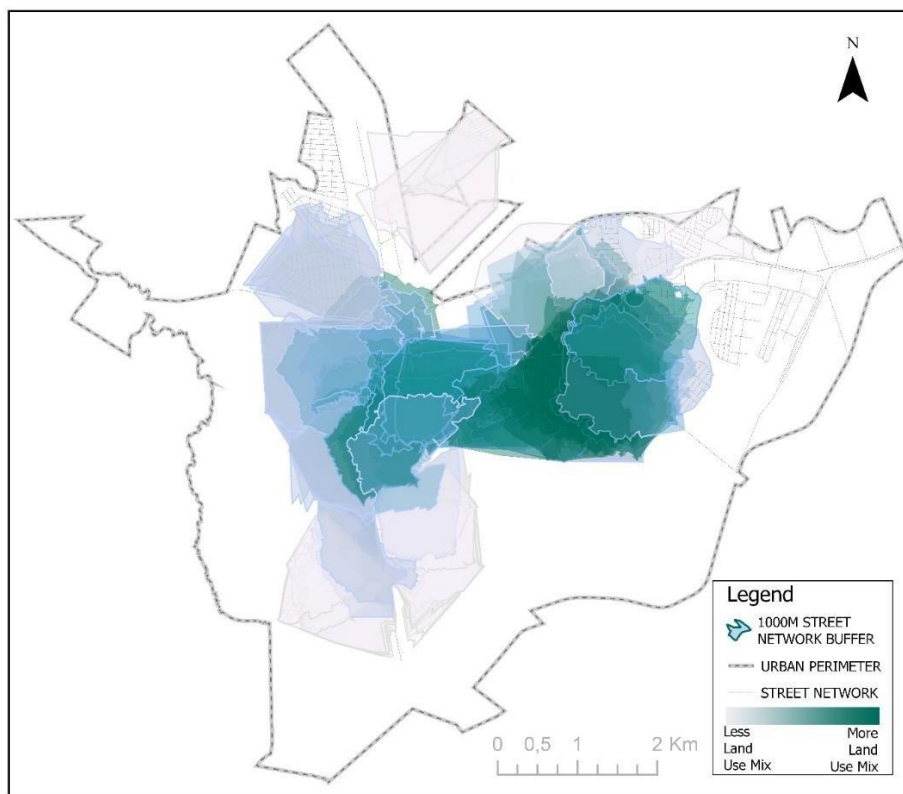 N
Legend
1000M STREET
NETWORK BUFFER
URBAN PERIMETER
STREET NETWORK
Less
Land
Use Mix
More
Land
Use Mix
0 0,5 1 2 Km